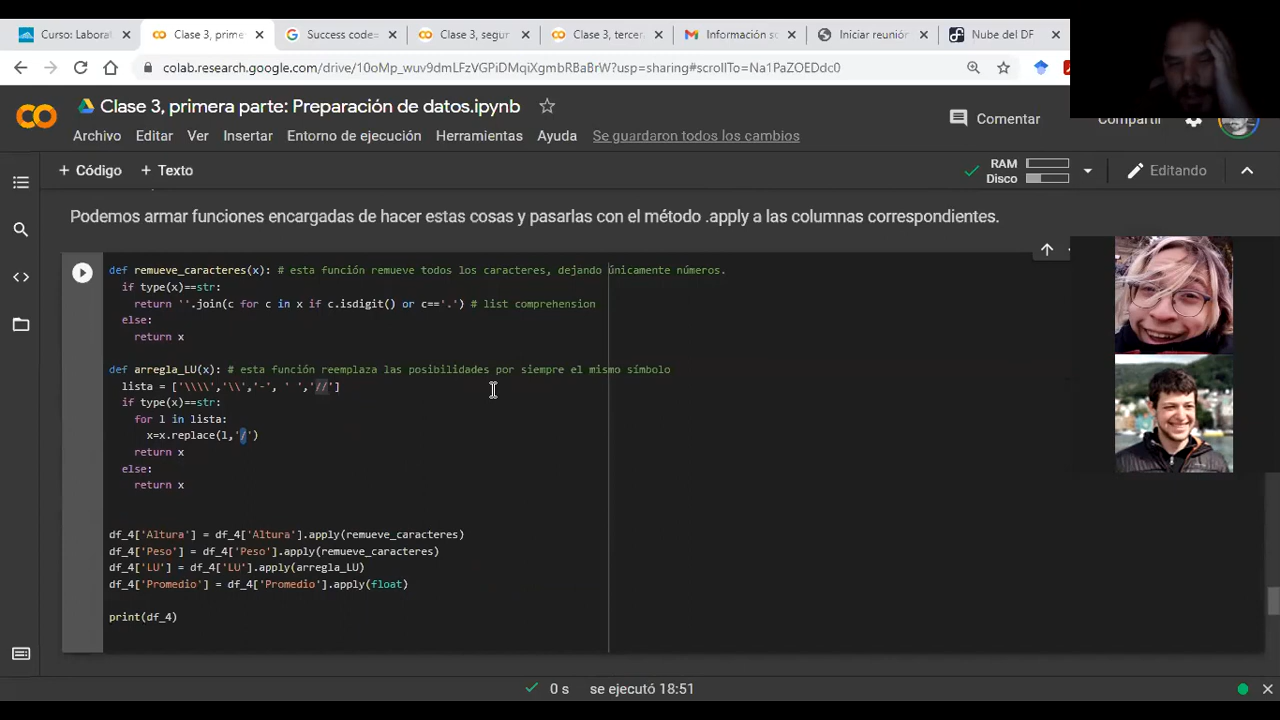 Curso: Labora
Clase 3, prime
Success code=
Clase 3, segur
Clase 3, tercer
Información sc
Iniciar reunión
Nube del DF
colab.research.google.com/drive/10oMp_wuv9dmLFzVGPiDMqiXgmbRBaBrW?usp=sharing#scrollTo=Na1PaZOEDdc0
Clase 3, primera parte: Preparación de datos.ipynb
Comentar
Compartir
Archivo Editar Ver Insertar Entorno de ejecución Herramientas Ayuda Se guardaron todos los cambios
+ Código + Texto
RAM
Disco
Editando
Podemos armar funciones encargadas de hacer estas cosas y pasarlas con el método .apply a las columnas correspondientes.
def remueve_caracteres(x): # esta función remueve todos los caracteres, dejando únicamente números.
if type(x)==str:
return ''.join(c for c in x if c.isdigit() or c=='.') # list comprehension
else:
return x
def arregla_LU(x): # esta función reemplaza las posibilidades por siempre el mismo símbolo
lista = ['\\\\','\\','-', ' ','//']
if type(x)==str:
for l in lista:
x=x.replace(l,'/')
return x
else:
return x
df_4['Altura'] = df_4['Altura'].apply(remueve_caracteres)
df_4['Peso'] = df_4['Peso'].apply(remueve_caracteres)
df_4['LU'] = df_4['LU'].apply(arregla_LU)
df_4['Promedio'] = df_4['Promedio'].apply(float)
print(df_4)
0 s se ejecutó 18:51